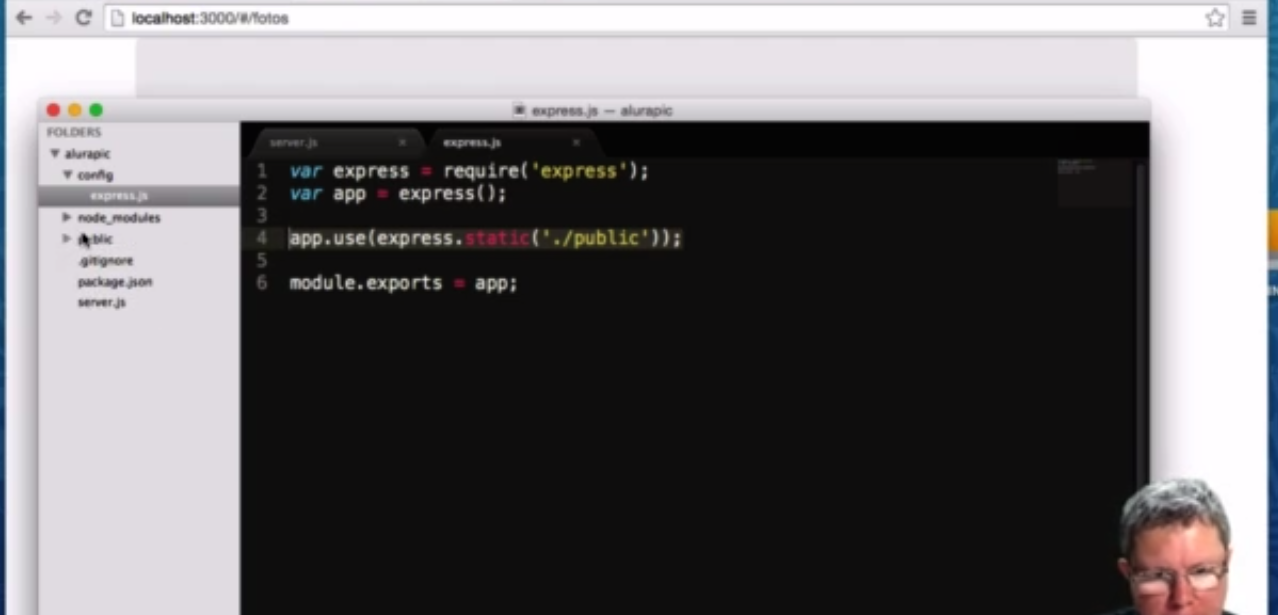 localhost:3000/#/fotos
express.js — alurapic
FOLDERS
alurapic
config
express.js
node_modules
public
.gitignore
package.json
server.js
server.js
express.js
1 var express = require('express');
2 var app = express();
3
4 app.use(express.static('./public'));
5
6 module.exports = app;